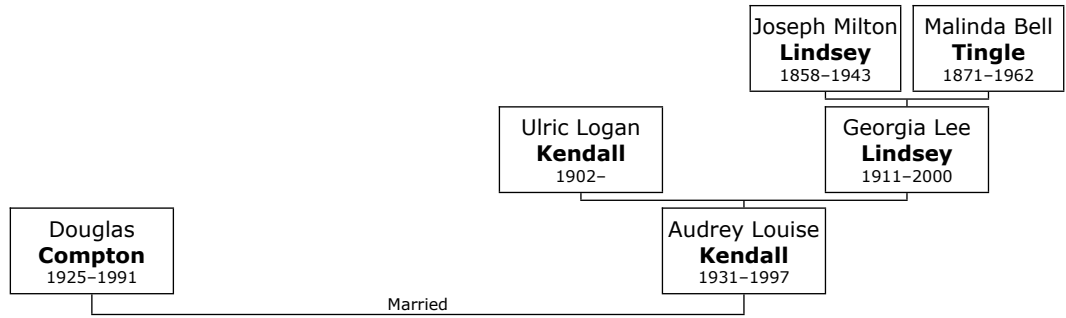 Joseph Milton
Lindsey
1858–1943
Malinda Bell
Tingle
1871–1962
Ulric Logan
Kendall
1902–
Georgia Lee
Lindsey
1911–2000
Douglas
Compton
1925–1991
Audrey Louise
Kendall
1931–1997
Married